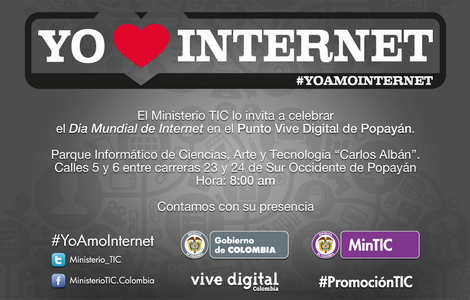 YO INTERNET
#YOAMOINTERNET
El Ministerio TIC lo invita a celebrar
el Día Mundial de Internet en el Punto Vive Digital de Popayán.
Parque Informático de Ciencias, Arte y Tecnología “Carlos Albán”.
Calles 5 y 6 entre carreras 23 y 24 de Sur Occidente de Popayán
Hora: 8:00 am
Contamos con su presencia
#YoAmoInternet
Ministerio_TIC
MinisterioTIC.Colombia
Gobierno
de COLOMBIA
MinTIC
vive digital
Colombia
#PromociónTIC